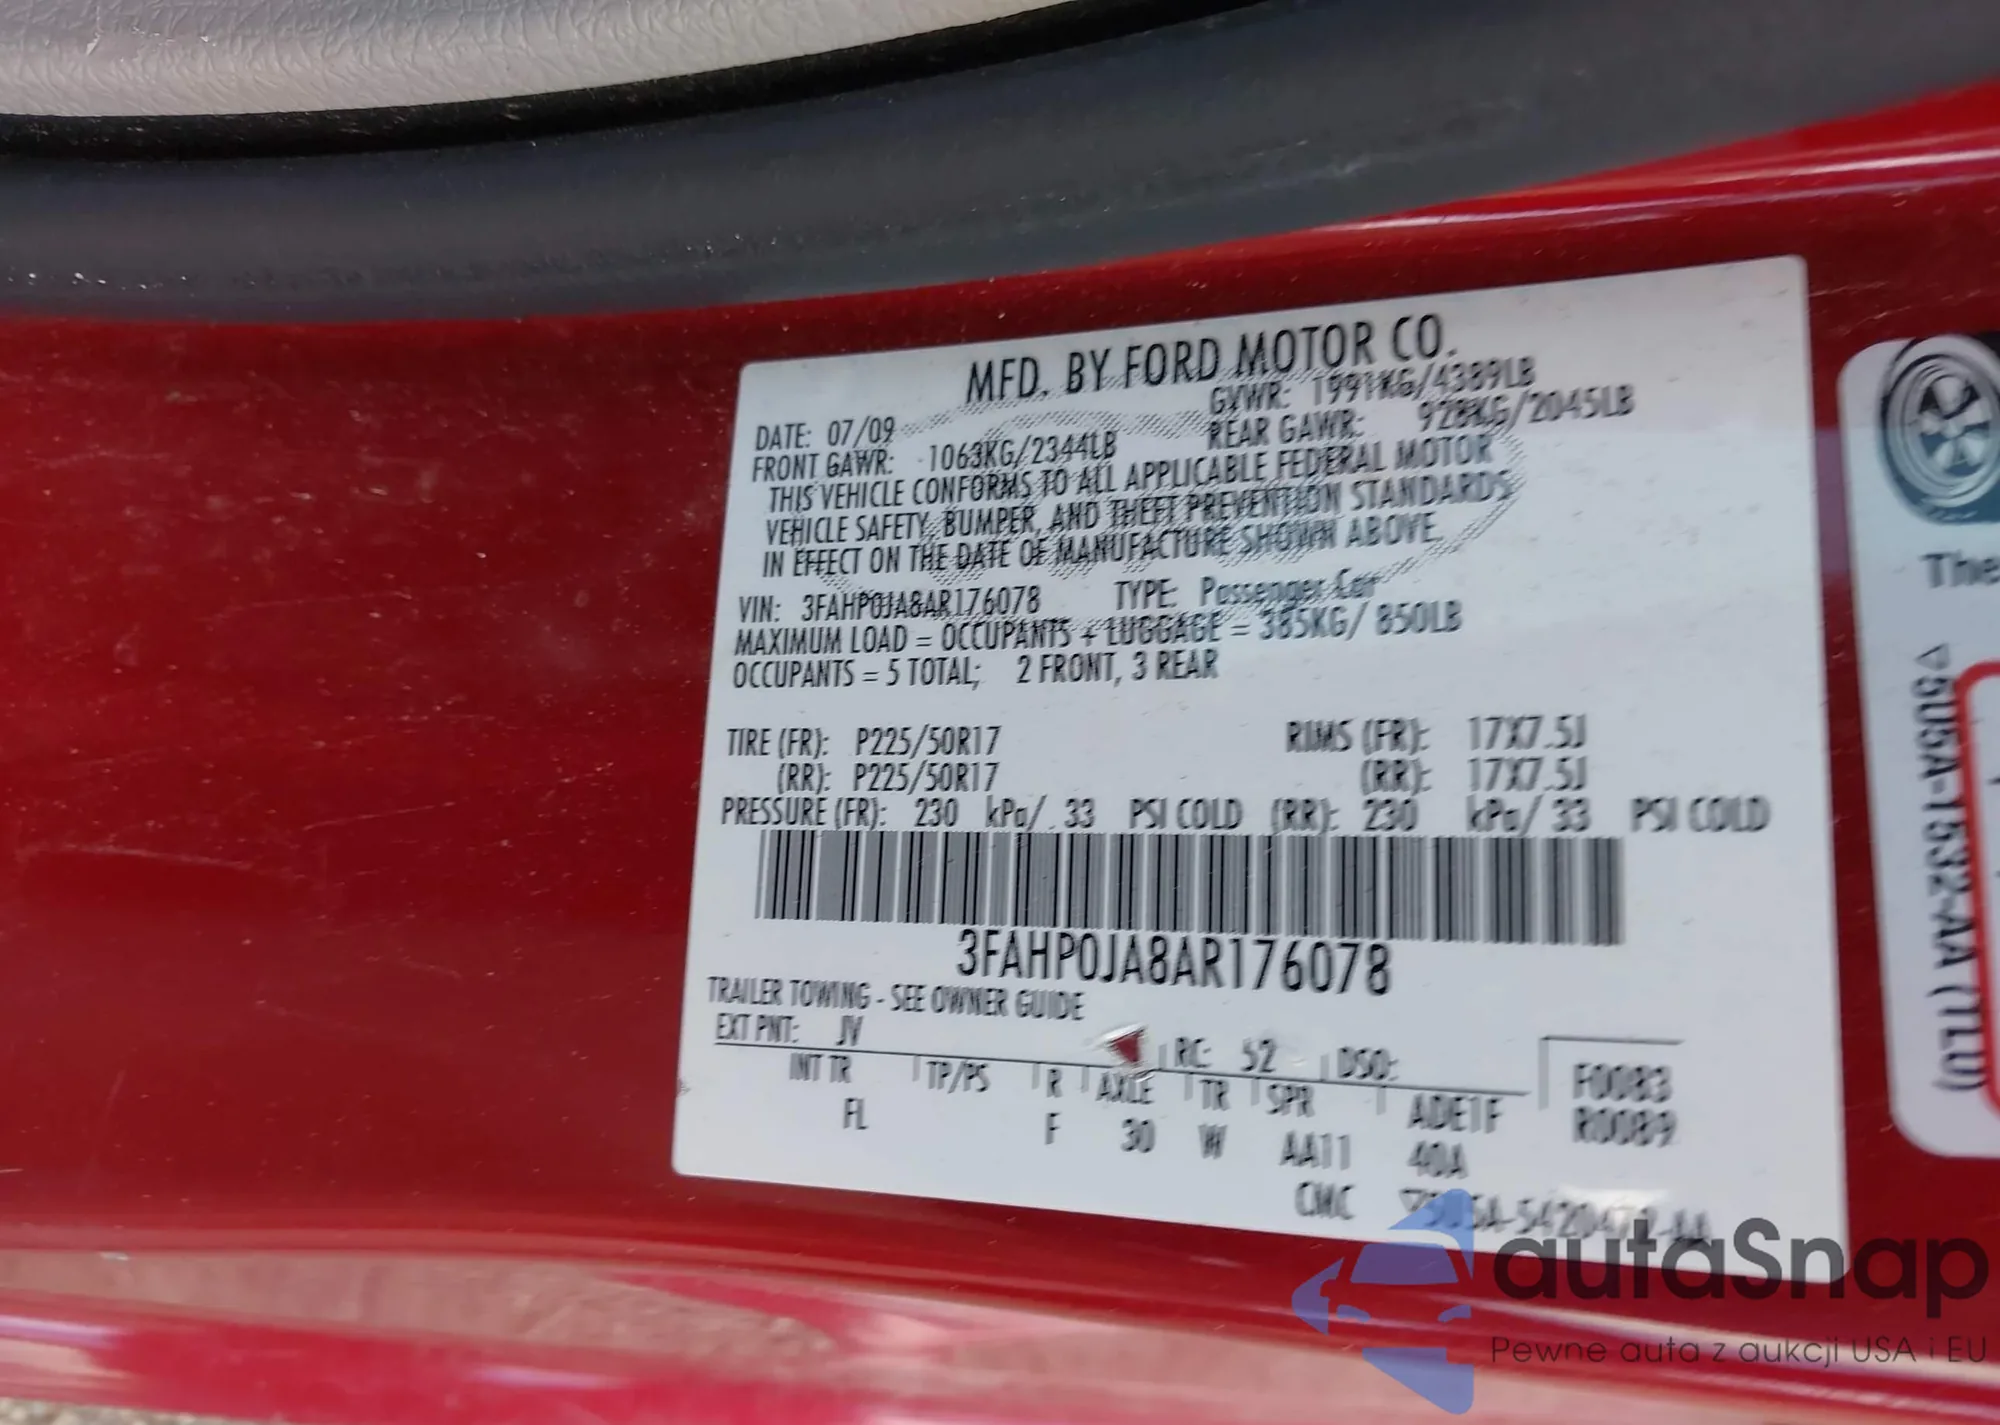 MFD. BY FORD MOTOR CO.
DATE: 07/09 GVWR: 1991KG/4389LB
FRONT GAWR: 1063KG/2344LB REAR GAWR: 928KG/2045LB
THIS VEHICLE CONFORMS TO ALL APPLICABLE FEDERAL MOTOR
VEHICLE SAFETY, BUMPER, AND THEFT PREVENTION STANDARDS
IN EFFECT ON THE DATE OF MANUFACTURE SHOWN ABOVE.
VIN: 3FAHP0JA8AR176078 TYPE: Passenger Car
MAXIMUM LOAD = OCCUPANTS + LUGGAGE = 385KG/ 850LB
OCCUPANTS = 5 TOTAL; 2 FRONT, 3 REAR
TIRE (FR): P225/50R17 RIMS (FR): 17X7.5J
(RR): P225/50R17 (RR): 17X7.5J
PRESSURE (FR): 230 kPa/ 33 PSI COLD (RR): 230 kPa/ 33 PSI COLD
3FAHP0JA8AR176078
TRAILER TOWING - SEE OWNER GUIDE
EXT PNT: JV RC: 52 DSO:
INT TR TP/PS R AXLE TR SPR ADE1F F0083
FL F 30 W AA11 40A R0089
CMC
The
5U5A-1532-AA (1L0)
autaSnap
Pewne auta z aukcji USA i EU